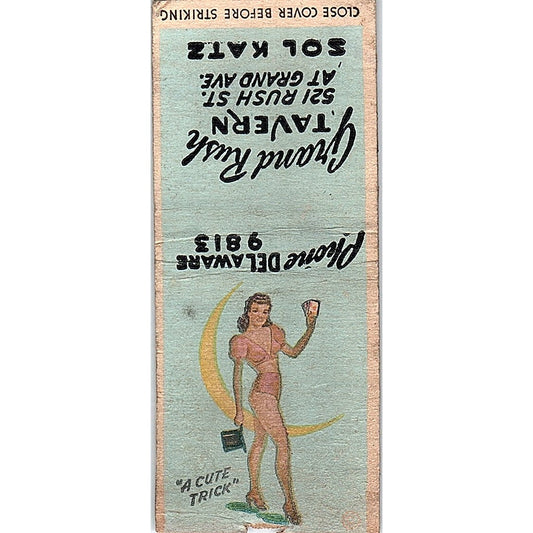 CLOSE COVER BEFORE STRIKING
SOL KATZ
521 RUSH ST.
AT GRAND AVE.
Grand Rush
TAVERN
Phone DELAWARE
9813
"A CUTE
TRICK"